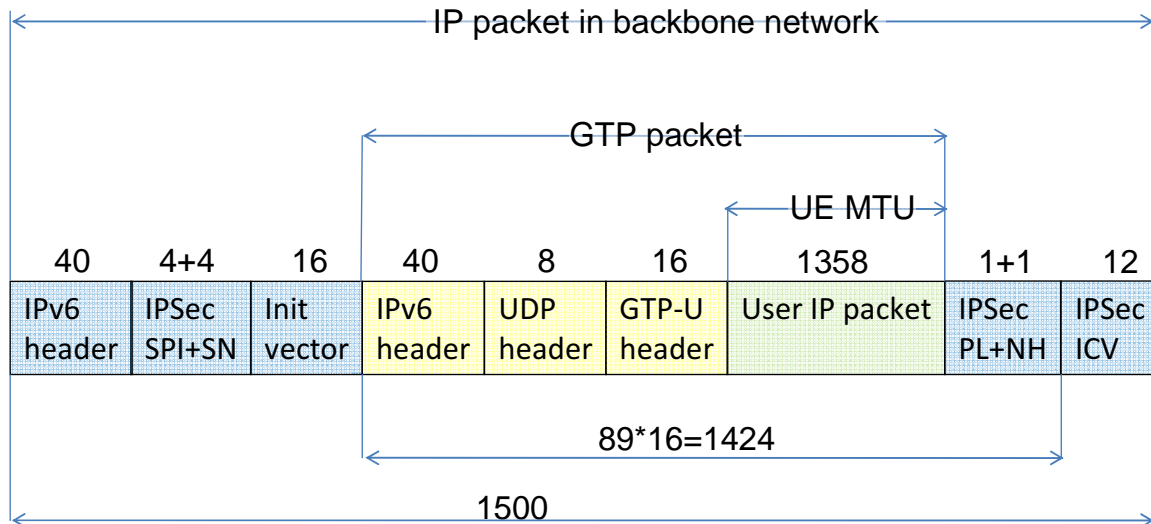 IP packet in backbone network
GTP packet
UE MTU
40 4+4 16 40 8 16 1358 1+1 12
IPv6 IPSec Init IPv6 UDP GTP-U User IP packet IPSec IPSec
header SPI+SN vector header header header PL+NH ICV
89*16=1424
1500